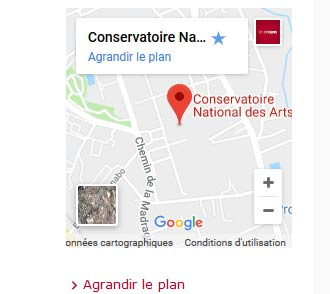 Conservatoire Na...
Agrandir le plan
Conservatoire
National des Arts
Chemin de la Madra
Google
onnées cartographiques Conditions d'utilisation
Agrandir le plan